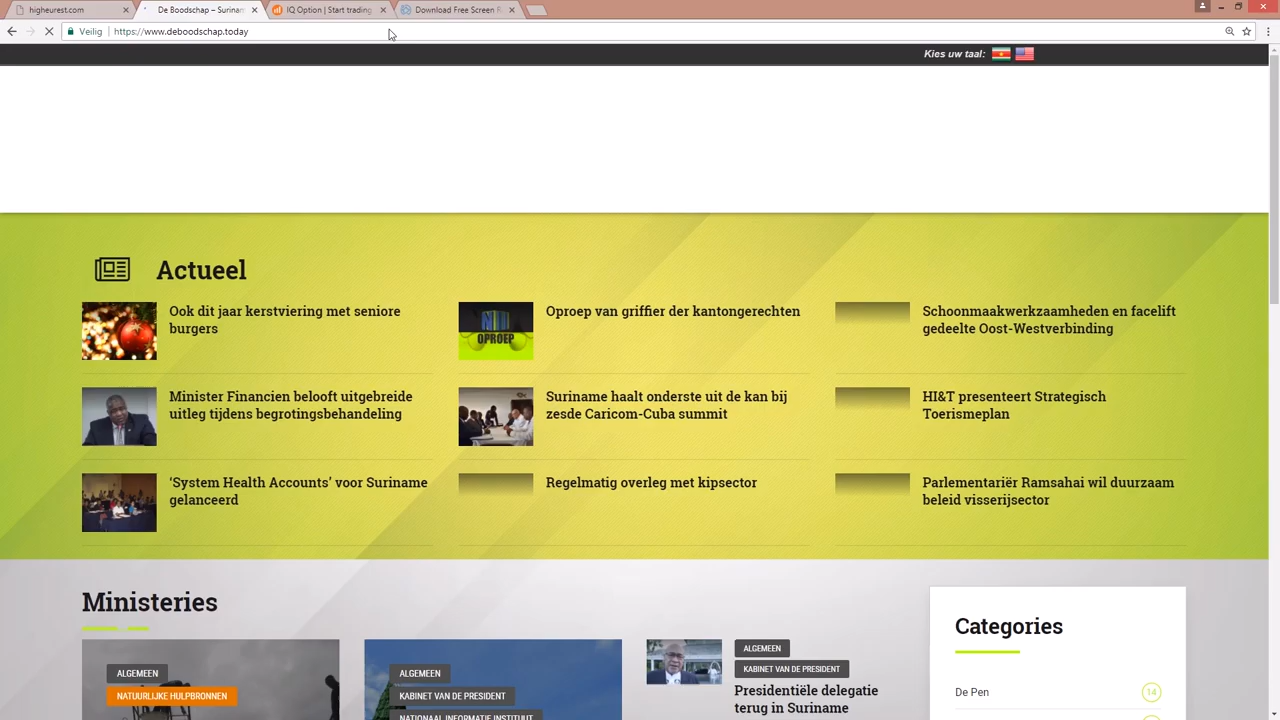 higheurest.com
De Boodschap – Surinam
IQ Option | Start trading
Download Free Screen R
Veilig
https://www.deboodschap.today
Kies uw taal:
Actueel
Ook dit jaar kerstviering met seniore
burgers
Oproep van griffier der kantongerechten
OPROEP
Schoonmaakwerkzaamheden en facelift
gedeelte Oost-Westverbinding
Minister Financien belooft uitgebreide
uitleg tijdens begrotingsbehandeling
Suriname haalt onderste uit de kan bij
zesde Caricom-Cuba summit
HI&T presenteert Strategisch
Toerismeplan
‘System Health Accounts’ voor Suriname
gelanceerd
Regelmatig overleg met kipsector
Parlementariër Ramsahai wil duurzaam
beleid visserijsector
Ministeries
ALGEMEEN
NATUURLIJKE HULPBRONNEN
ALGEMEEN
KABINET VAN DE PRESIDENT
NATIONAAL INFORMATIE INSTITUUT
ALGEMEEN
KABINET VAN DE PRESIDENT
Presidentiële delegatie
terug in Suriname
Categories
De Pen
14